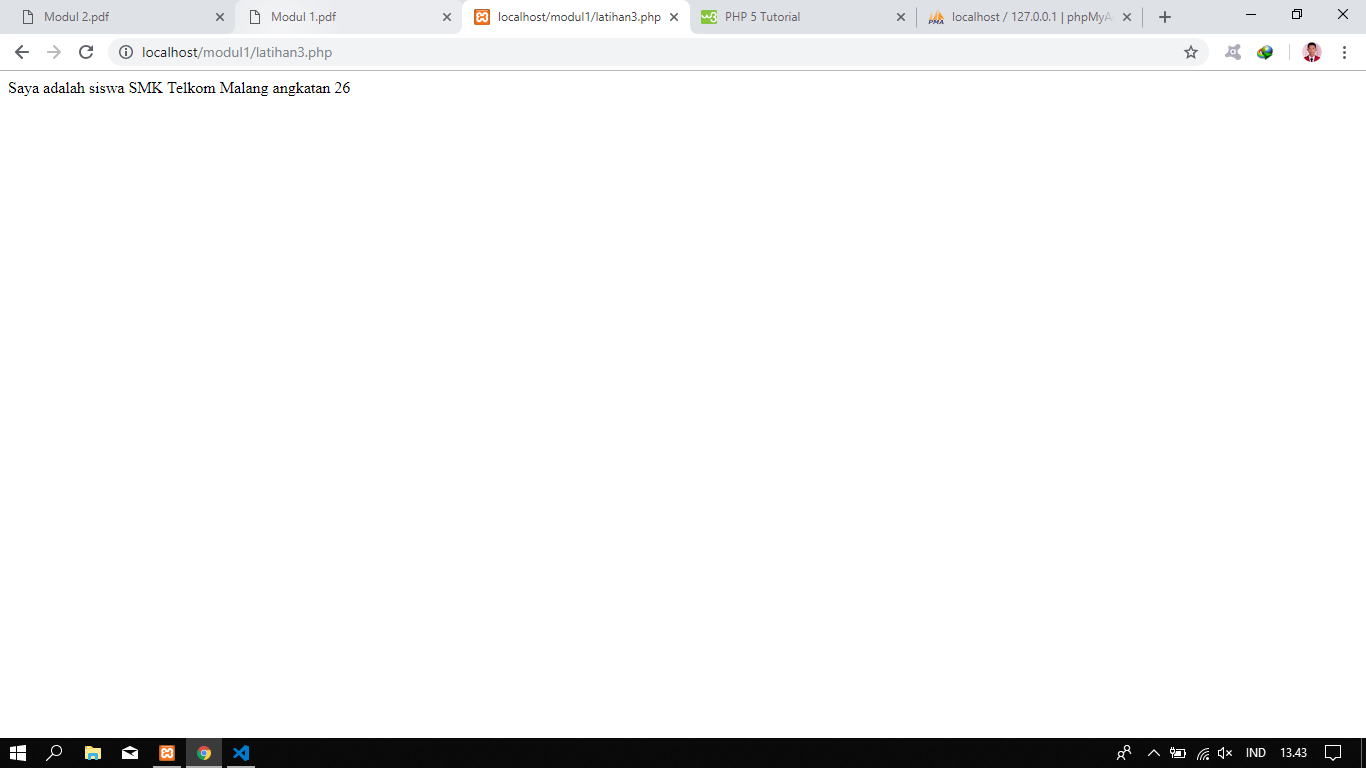 Modul 2.pdf
Modul 1.pdf
localhost/modul1/latihan3.php
PHP 5 Tutorial
localhost / 127.0.0.1 | phpMyA
localhost/modul1/latihan3.php
Saya adalah siswa SMK Telkom Malang angkatan 26
IND
13.43